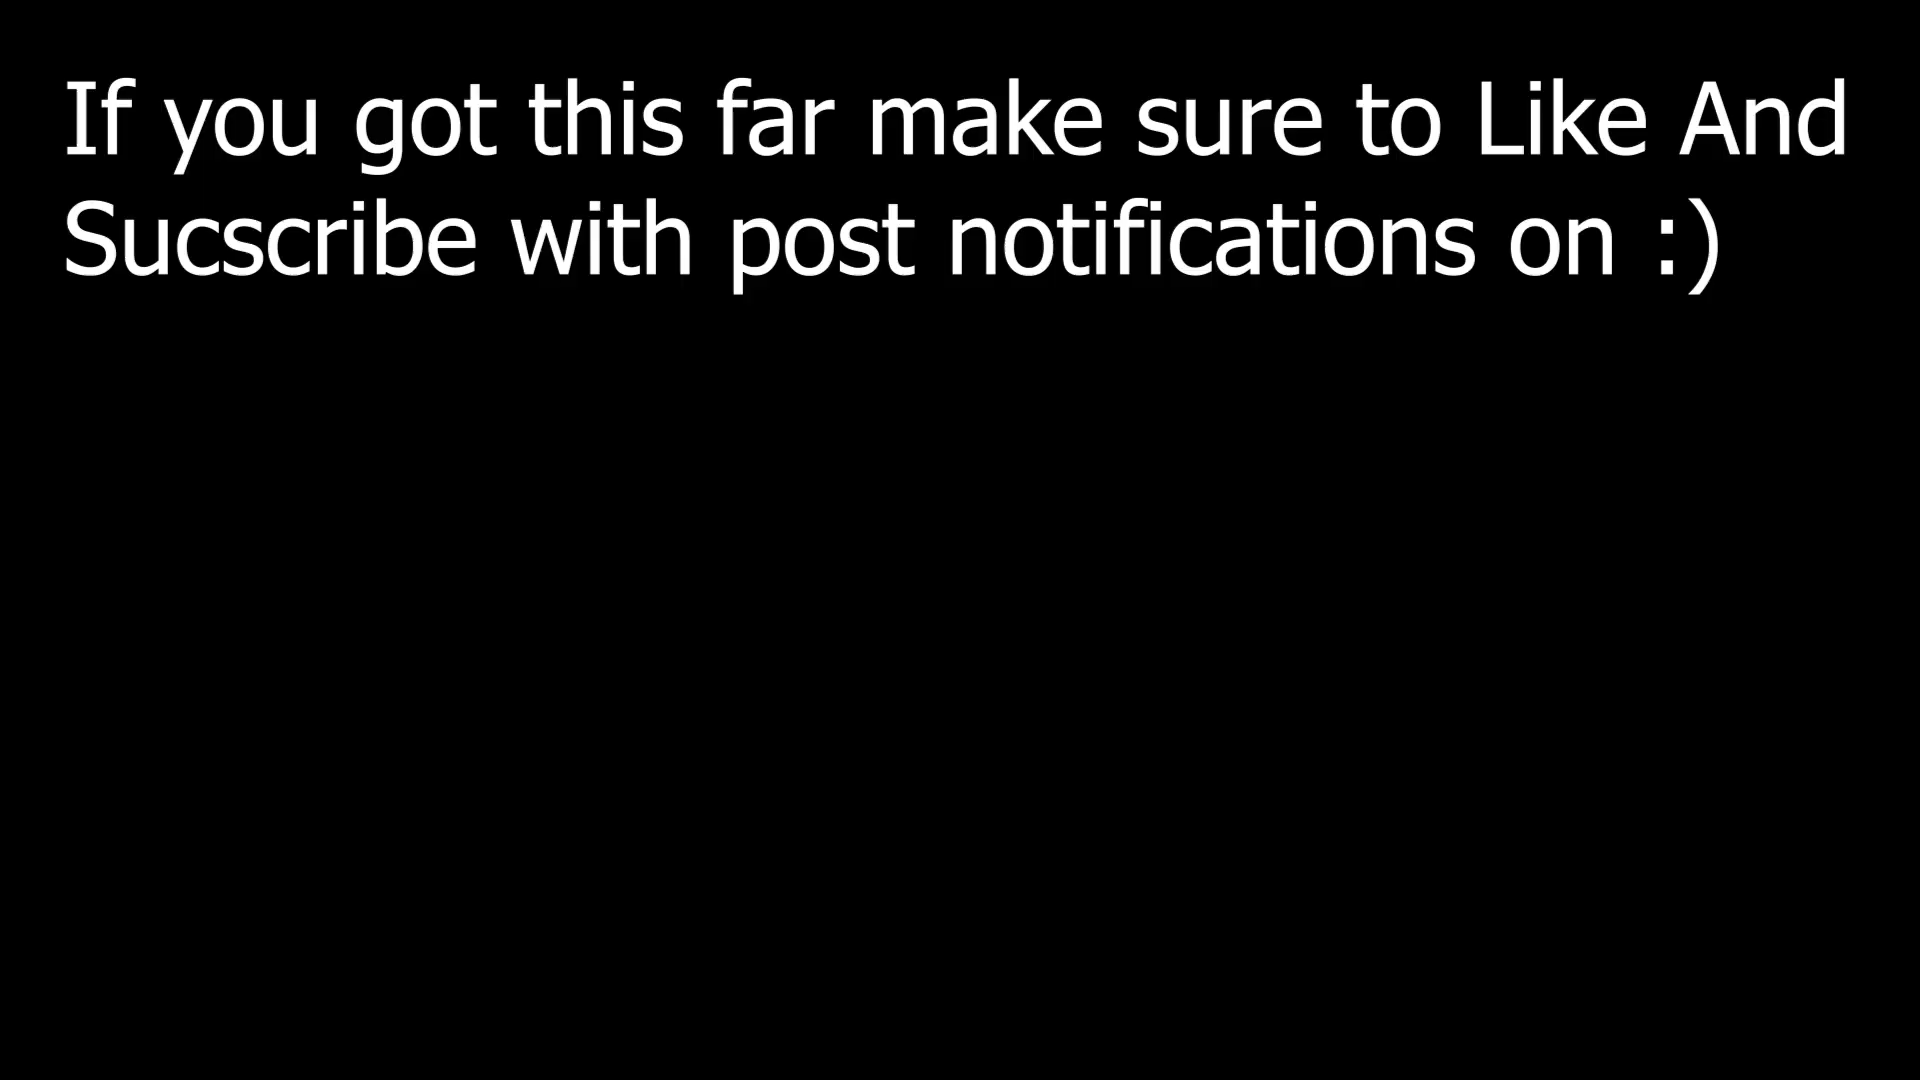 If you got this far make sure to Like And
Sucscribe with post notifications on :)